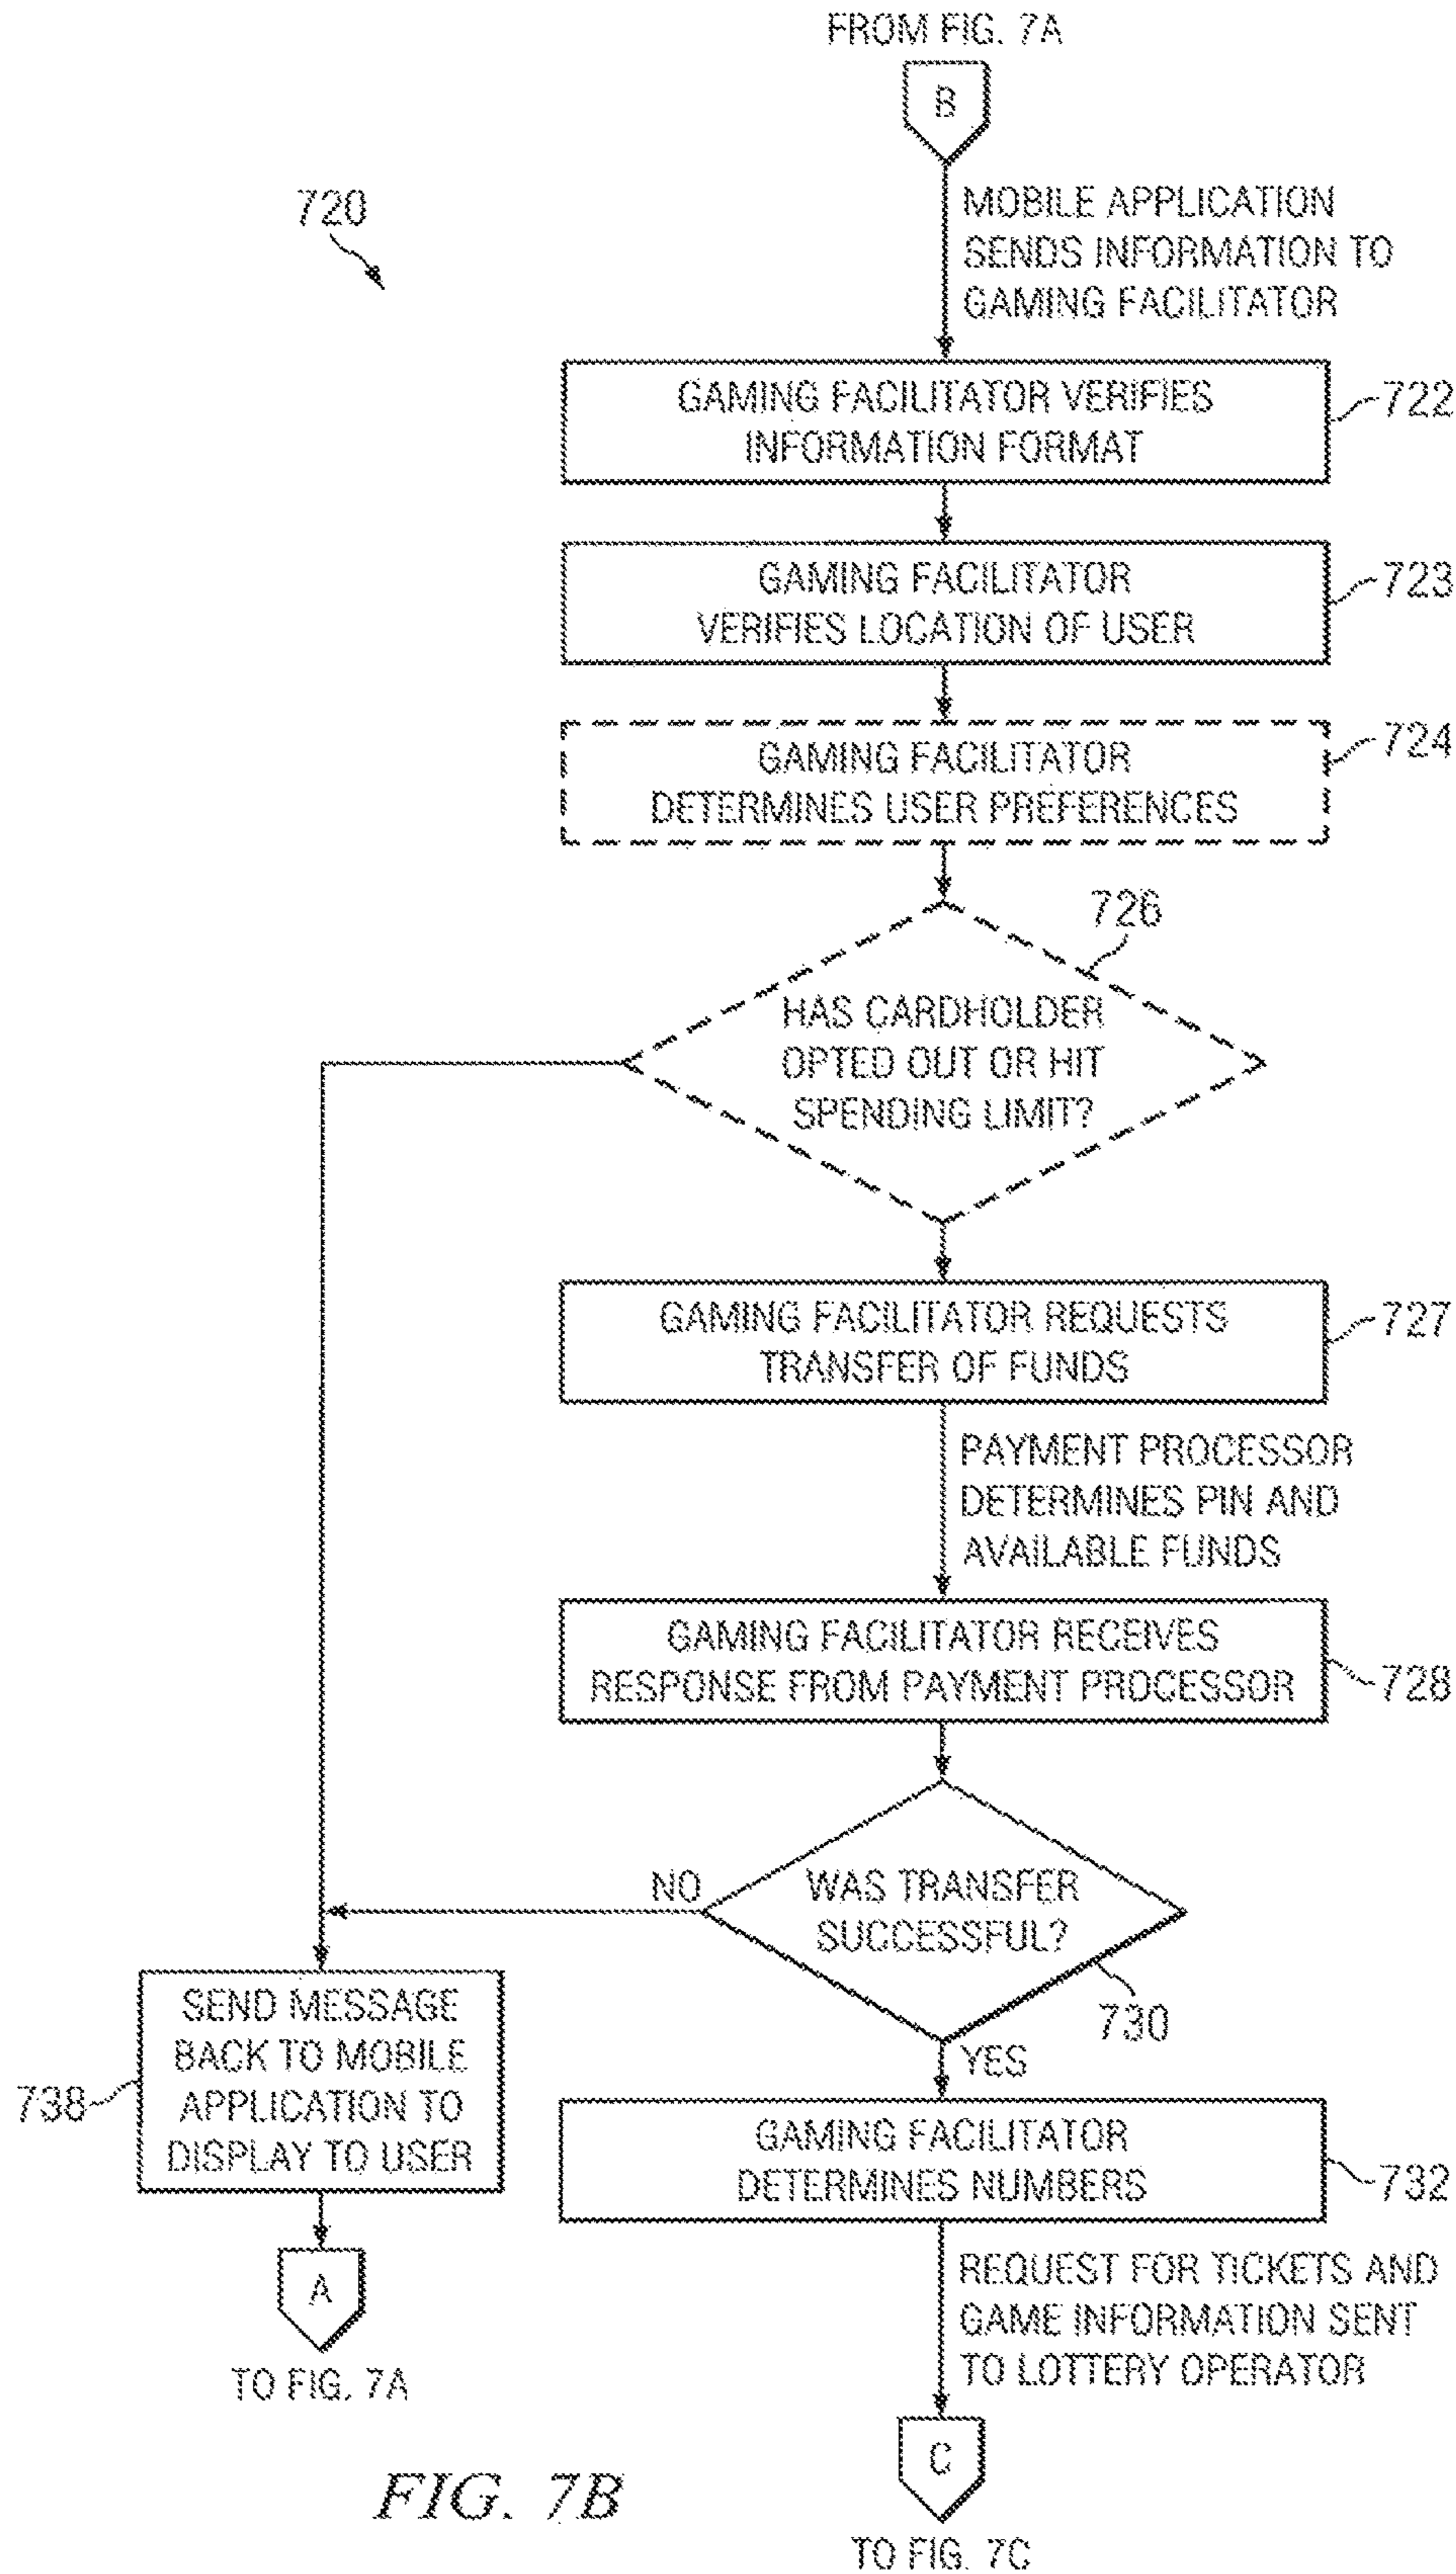 FROM FIG. 7A
B
720
MOBILE APPLICATION
SENDS INFORMATION TO
GAMING FACILITATOR
GAMING FACILITATOR VERIFIES
INFORMATION FORMAT
722
GAMING FACILITATOR
VERIFIES LOCATION OF USER
723
GAMING FACILITATOR
DETERMINES USER PREFERENCES
724
726
HAS CARDHOLDER
OPTED OUT OR HIT
SPENDING LIMIT?
GAMING FACILITATOR REQUESTS
TRANSFER OF FUNDS
727
PAYMENT PROCESSOR
DETERMINES PIN AND
AVAILABLE FUNDS
GAMING FACILITATOR RECEIVES
RESPONSE FROM PAYMENT PROCESSOR
728
NO
WAS TRANSFER
SUCCESSFUL?
730
YES
SEND MESSAGE
BACK TO MOBILE
APPLICATION TO
DISPLAY TO USER
738
GAMING FACILITATOR
DETERMINES NUMBERS
732
A
TO FIG. 7A
REQUEST FOR TICKETS AND
GAME INFORMATION SENT
TO LOTTERY OPERATOR
C
TO FIG. 7C
FIG. 7B